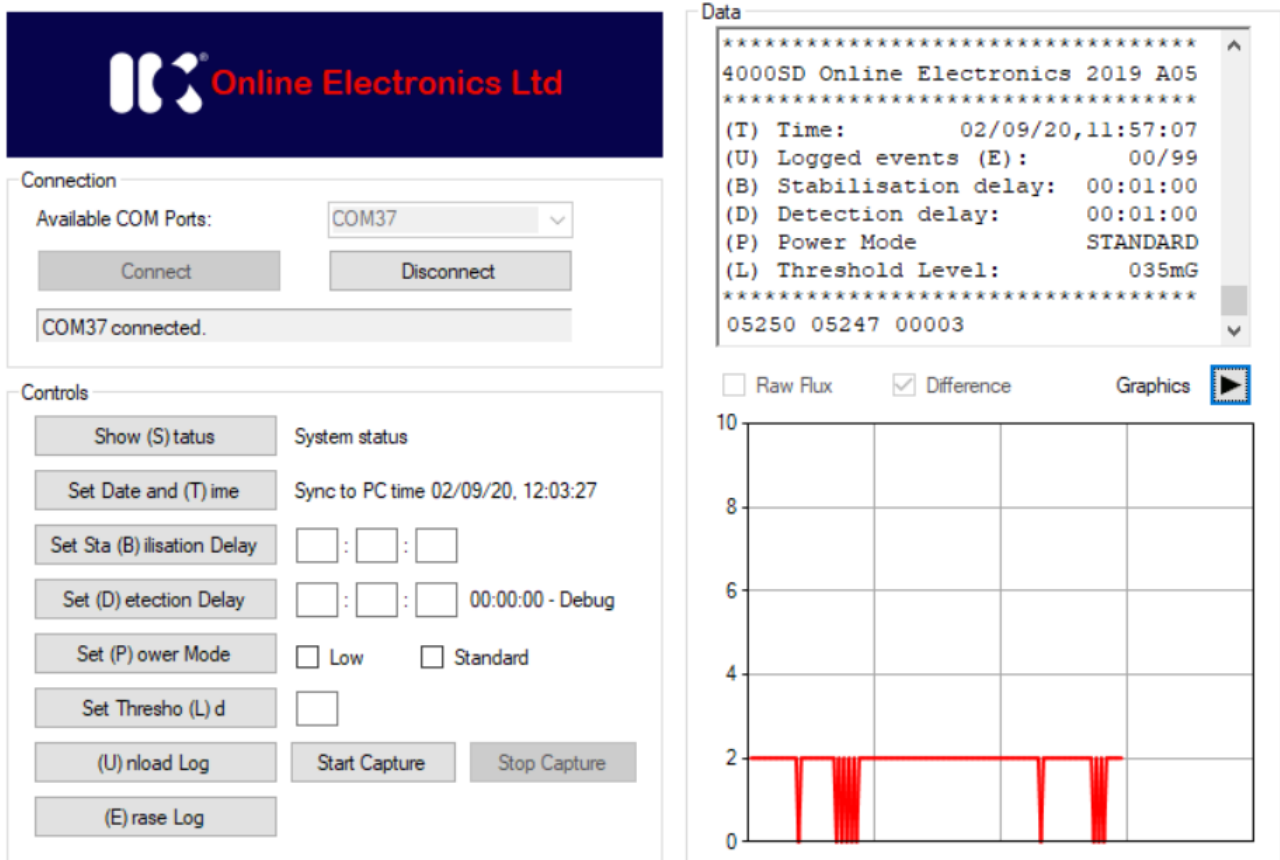 Online Electronics Ltd
Connection
Available COM Ports:
COM37
Connect
Disconnect
COM37 connected.
Controls
Show (S) tatus
System status
Set Date and (T) ime
Sync to PC time 02/09/20, 12:03:27
Set Sta (B) ilisation Delay
: :
Set (D) etection Delay
: :
00:00:00 - Debug
Set (P) ower Mode
Low
Standard
Set Thresho (L) d
(U) nload Log
Start Capture
Stop Capture
(E) rase Log
Data
**********************************
4000SD Online Electronics 2019 A05
**********************************
(T) Time: 02/09/20,11:57:07
(U) Logged events (E): 00/99
(B) Stabilisation delay: 00:01:00
(D) Detection delay: 00:01:00
(P) Power Mode STANDARD
(L) Threshold Level: 035mG
**********************************
05250 05247 00003
Raw Flux
Difference
Graphics
10
8
6
4
2
0